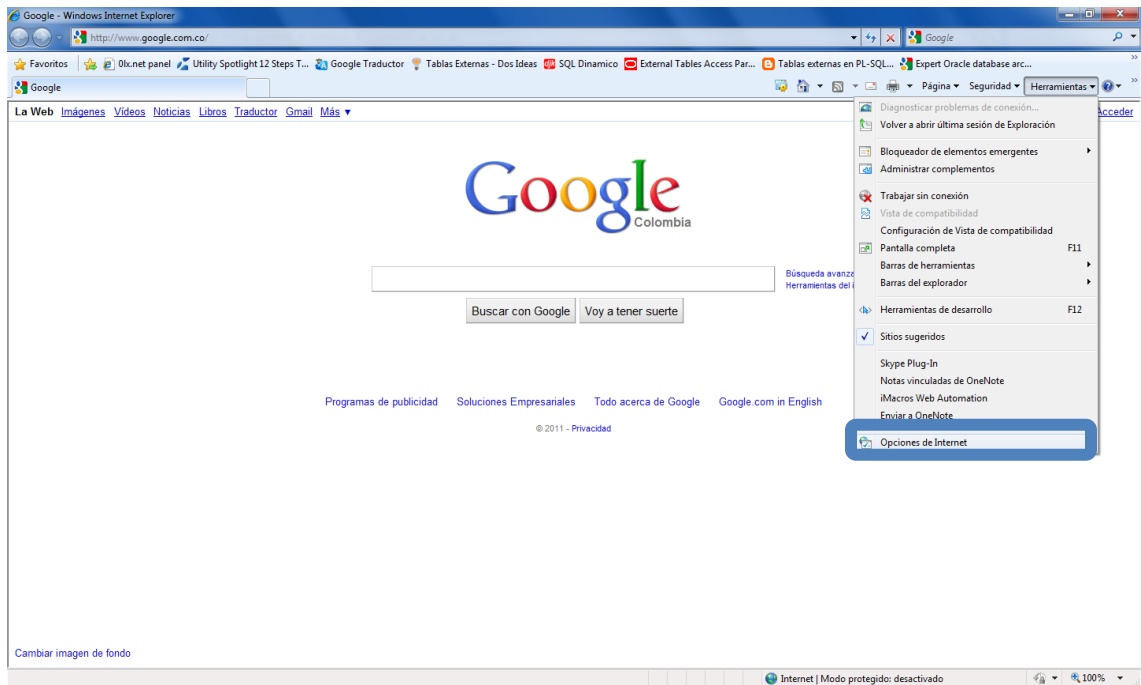 Google - Windows Internet Explorer
http://www.google.com.co/
Google
Favoritos
Olx.net panel
Utility Spotlight 12 Steps T...
Google Traductor
Tablas Externas - Dos Ideas
SQL Dinamico
External Tables Access Par...
Tablas externas en PL-SQL...
Expert Oracle database arc...
Google
Página
Seguridad
Herramientas
La Web Imágenes Vídeos Noticias Libros Traductor Gmail Más ▼
Acceder
Diagnosticar problemas de conexión...
Volver a abrir última sesión de Exploración
Bloqueador de elementos emergentes
Administrar complementos
Trabajar sin conexión
Vista de compatibilidad
Configuración de Vista de compatibilidad
Pantalla completa F11
Barras de herramientas
Barras del explorador
Herramientas de desarrollo F12
Sitios sugeridos
Skype Plug-In
Notas vinculadas de OneNote
iMacros Web Automation
Enviar a OneNote
Opciones de Internet
Google
Colombia
Búsqueda avanza
Herramientas del i
Buscar con Google
Voy a tener suerte
Programas de publicidad
Soluciones Empresariales
Todo acerca de Google
Google.com in English
© 2011 - Privacidad
Cambiar imagen de fondo
Internet | Modo protegido: desactivado
100%